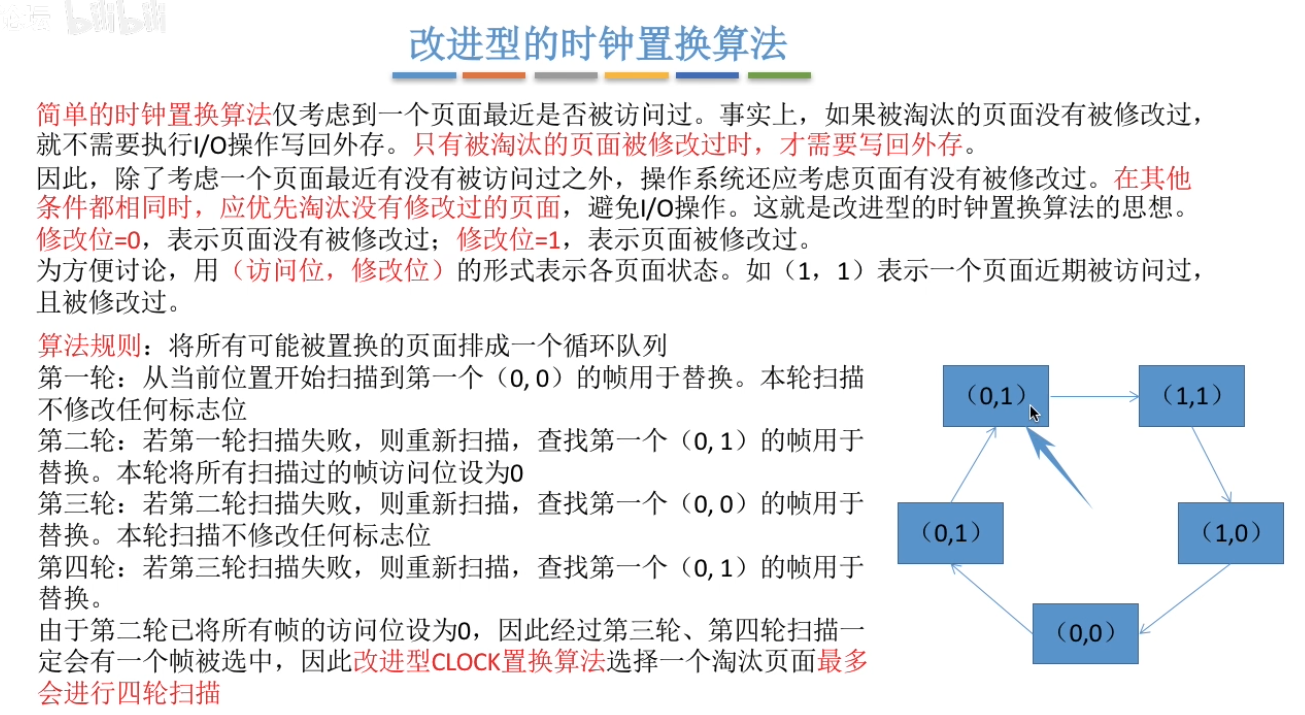 bilibili
改进型的时钟置换算法
简单的时钟置换算法仅考虑到一个页面最近是否被访问过。事实上，如果被淘汰的页面没有被修改过，
就不需要执行I/O操作写回外存。只有被淘汰的页面被修改过时，才需要写回外存。
因此，除了考虑一个页面最近有没有被访问过之外，操作系统还应考虑页面有没有被修改过。在其他
条件都相同时，应优先淘汰没有修改过的页面，避免I/O操作。这就是改进型的时钟置换算法的思想。
修改位=0，表示页面没有被修改过；修改位=1，表示页面被修改过。
为方便讨论，用（访问位，修改位）的形式表示各页面状态。如（1，1）表示一个页面近期被访问过，
且被修改过。
算法规则：将所有可能被置换的页面排成一个循环队列
第一轮：从当前位置开始扫描到第一个（0, 0）的帧用于替换。本轮扫描
不修改任何标志位
第二轮：若第一轮扫描失败，则重新扫描，查找第一个（0, 1）的帧用于
替换。本轮将所有扫描过的帧访问位设为0
第三轮：若第二轮扫描失败，则重新扫描，查找第一个（0, 0）的帧用于
替换。本轮扫描不修改任何标志位
第四轮：若第三轮扫描失败，则重新扫描，查找第一个（0, 1）的帧用于
替换。
由于第二轮已将所有帧的访问位设为0，因此经过第三轮、第四轮扫描一
定会有一个帧被选中，因此改进型CLOCK置换算法选择一个淘汰页面最多
会进行四轮扫描
（0,1）
（1,1）
（0,1）
（1,0）
（0,0）